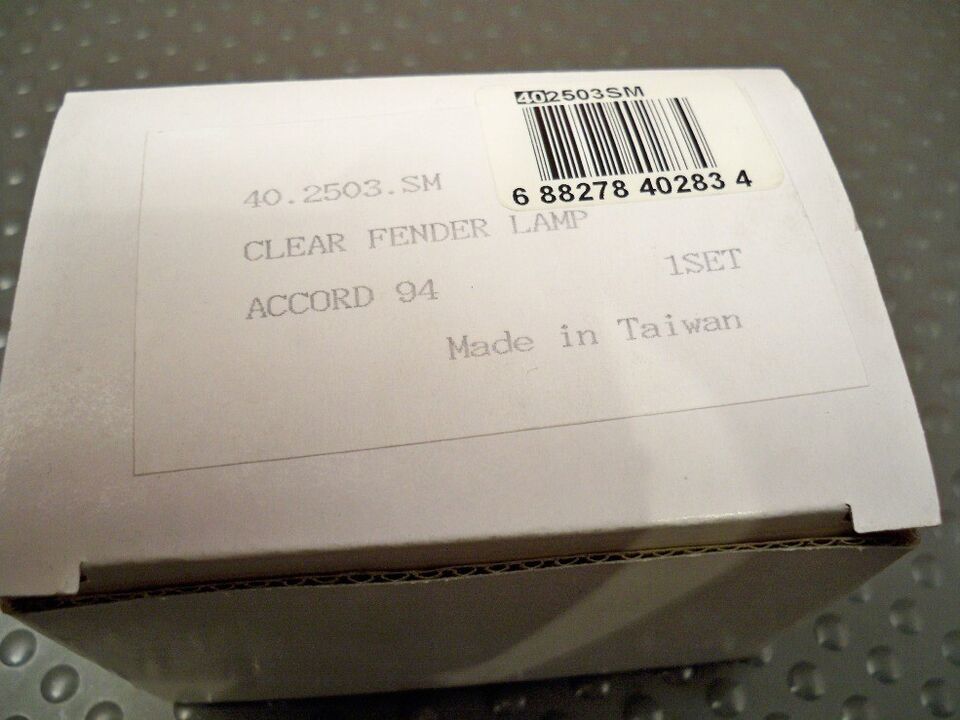 402503SM
6 88278 40283 4
40.2503.SM
CLEAR FENDER LAMP
1SET
ACCORD 94
Made in Taiwan